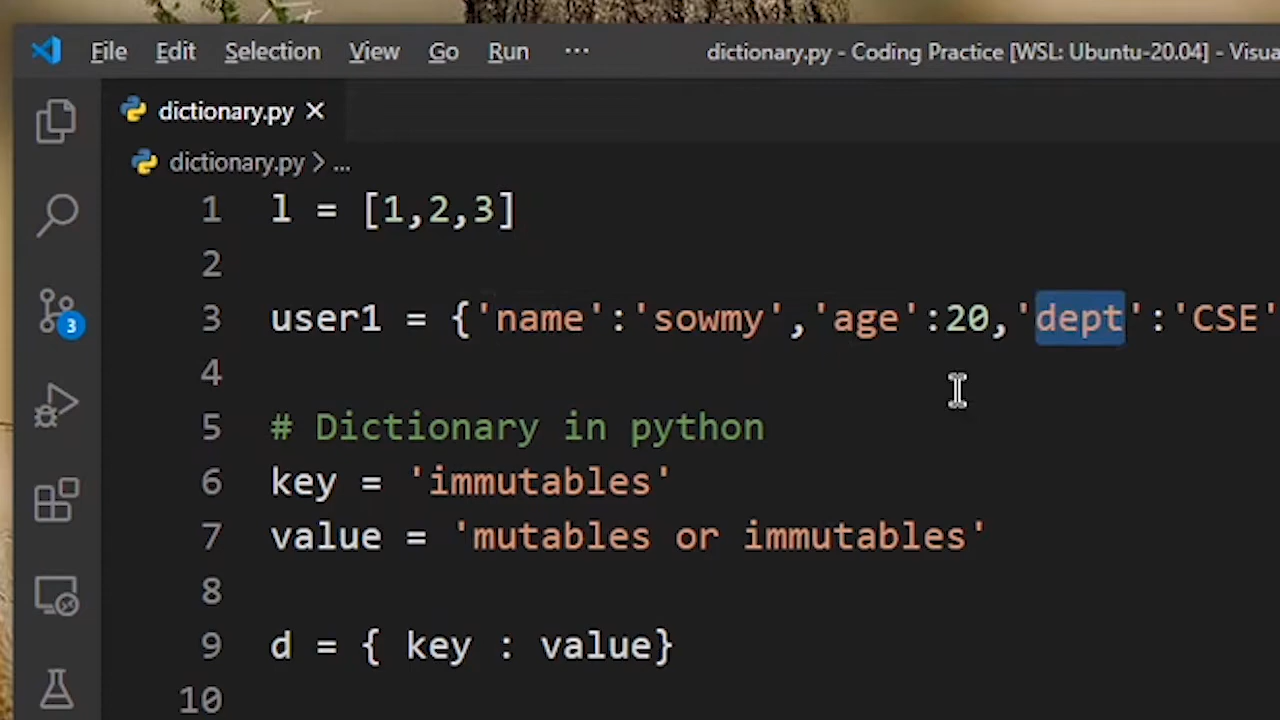 File Edit Selection View Go Run ··· dictionary.py - Coding Practice [WSL: Ubuntu-20.04] - Visua
dictionary.py
dictionary.py > ...
1 l = [1,2,3]
2
3 user1 = {'name':'sowmy','age':20,'dept':'CSE'
3
4
5 # Dictionary in python
6 key = 'immutables'
7 value = 'mutables or immutables'
8
9 d = { key : value}
10